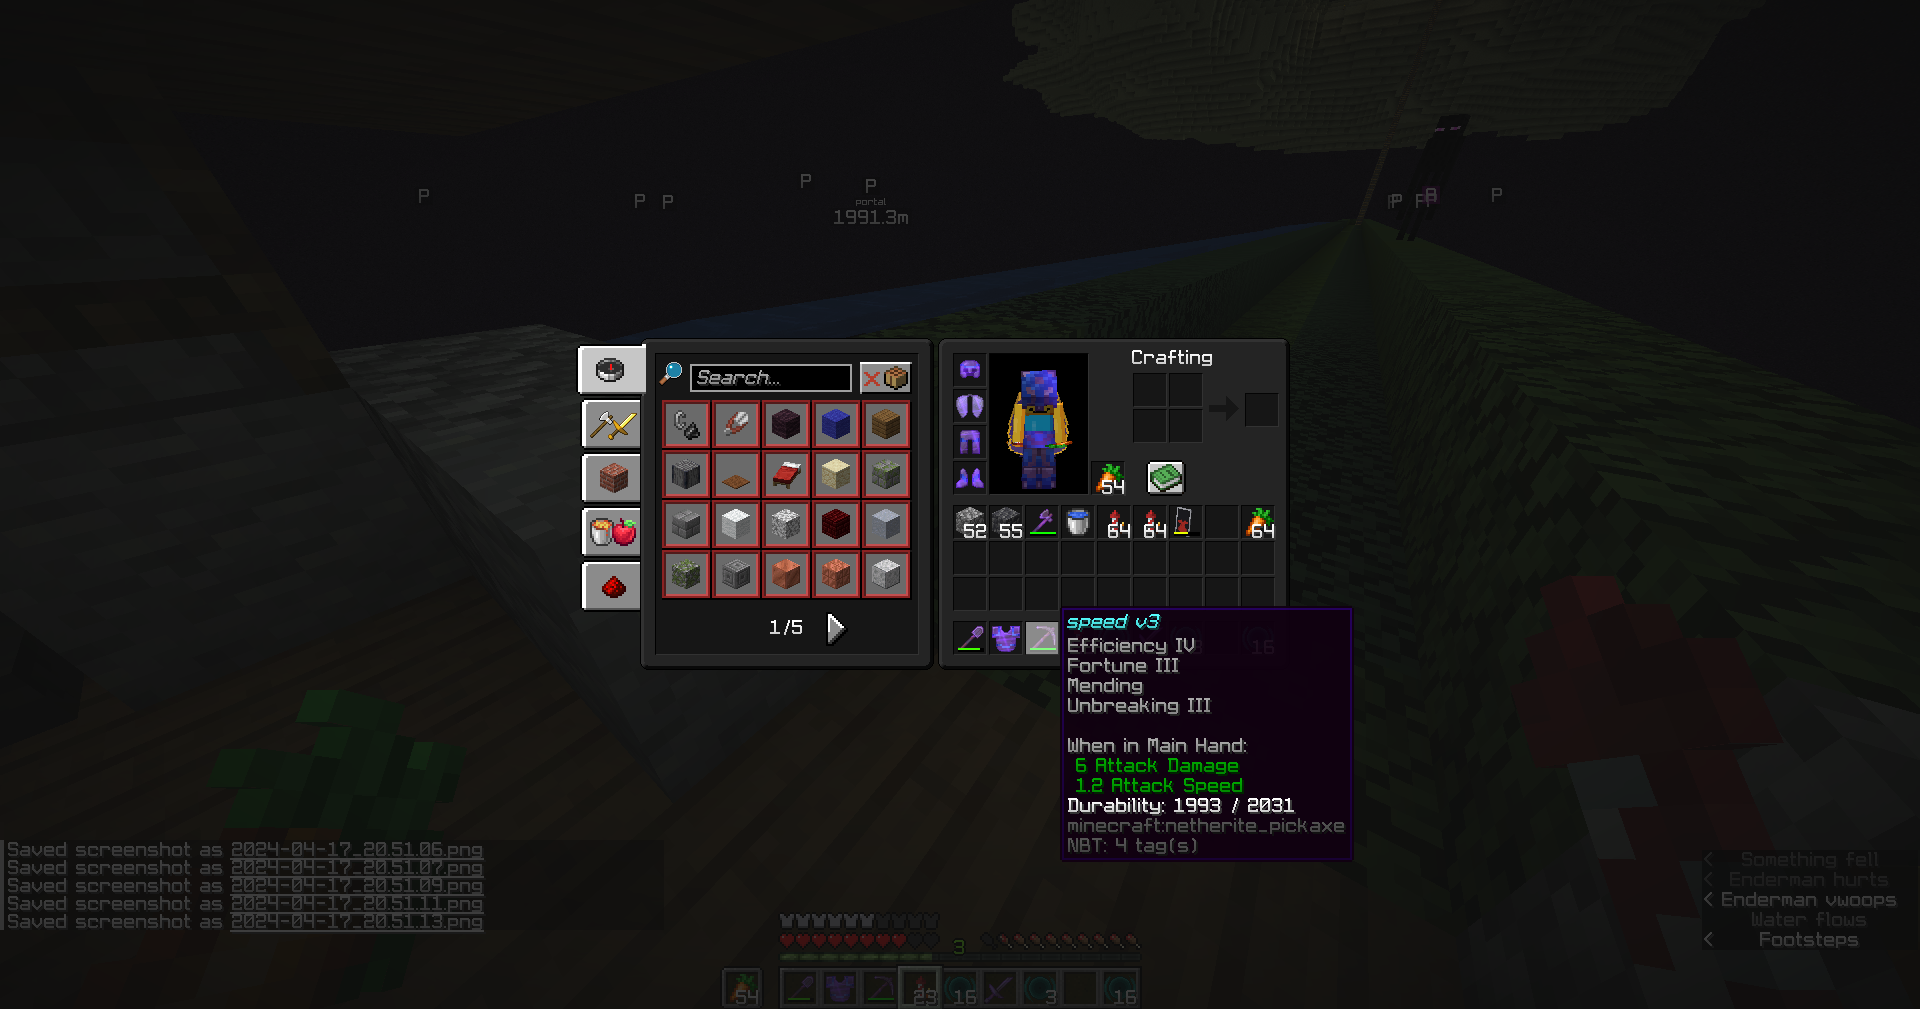 P
P
P
P
P
portal
1991.3m
P
P
B
P
Search...
1/5
Crafting
54
52
55
64
64
64
16
speed v3
Efficiency IV
Fortune III
Mending
Unbreaking III
When in Main Hand:
6 Attack Damage
1.2 Attack Speed
Durability: 1993 / 2031
minecraft:netherite_pickaxe
NBT: 4 tag(s)
Saved screenshot as 2024-04-17_20.51.06.png
Saved screenshot as 2024-04-17_20.51.07.png
Saved screenshot as 2024-04-17_20.51.09.png
Saved screenshot as 2024-04-17_20.51.11.png
Saved screenshot as 2024-04-17_20.51.13.png
Something fell
< Enderman hurts
< Enderman vwoops
Water flows
< Footsteps
3
54
23
16
3
16